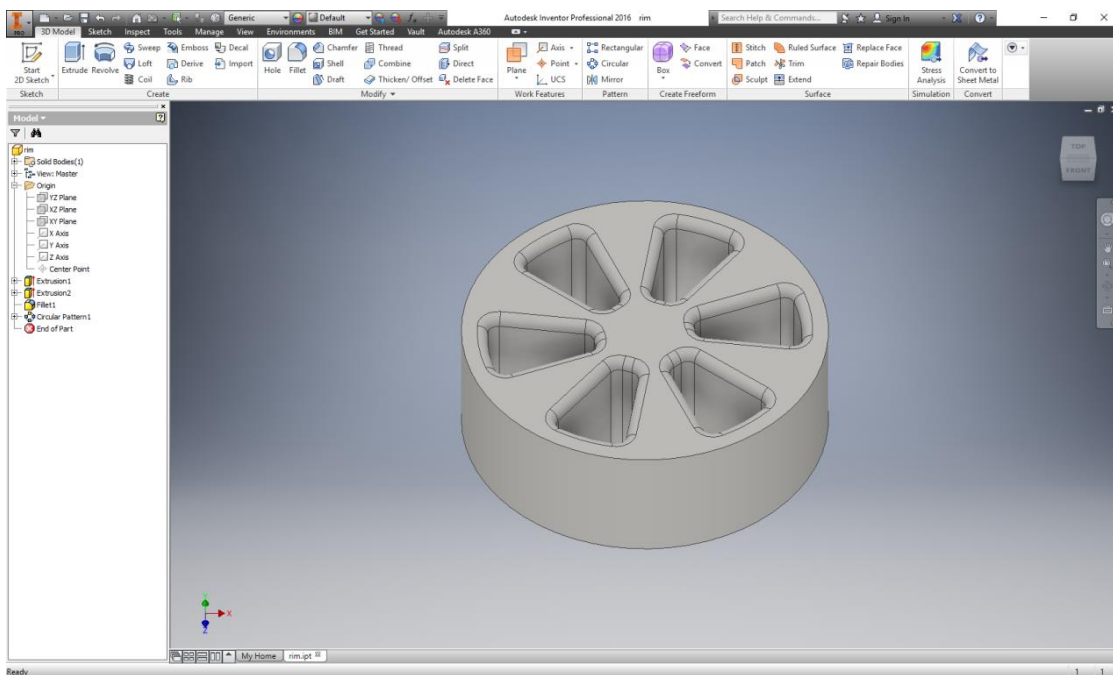 PRO Generic Default Autodesk Inventor Professional 2016 rim Search Help & Commands... Sign In
3D Model Sketch Inspect Tools Manage View Environments BIM Get Started Vault Autodesk A360
Start
2D Sketch
Extrude Revolve
Sweep Emboss Decal
Loft Derive Import
Coil Rib
Hole Fillet
Chamfer Thread Split
Shell Combine Direct
Draft Thicken/ Offset Delete Face
Plane
Axis
Point
UCS
Rectangular
Circular
Mirror
Box
Face
Convert
Stitch Ruled Surface Replace Face
Patch Trim Repair Bodies
Sculpt Extend
Stress
Analysis
Convert to
Sheet Metal
Sketch Create Modify Work Features Pattern Create Freeform Surface Simulation Convert
Model
rim
Solid Bodies(1)
View: Master
Origin
YZ Plane
XZ Plane
XY Plane
X Axis
Y Axis
Z Axis
Center Point
Extrusion1
Extrusion2
Fillet1
Circular Pattern1
End of Part
TOP
FRONT
Y
X
Z
My Home rim.ipt
Ready 1 1